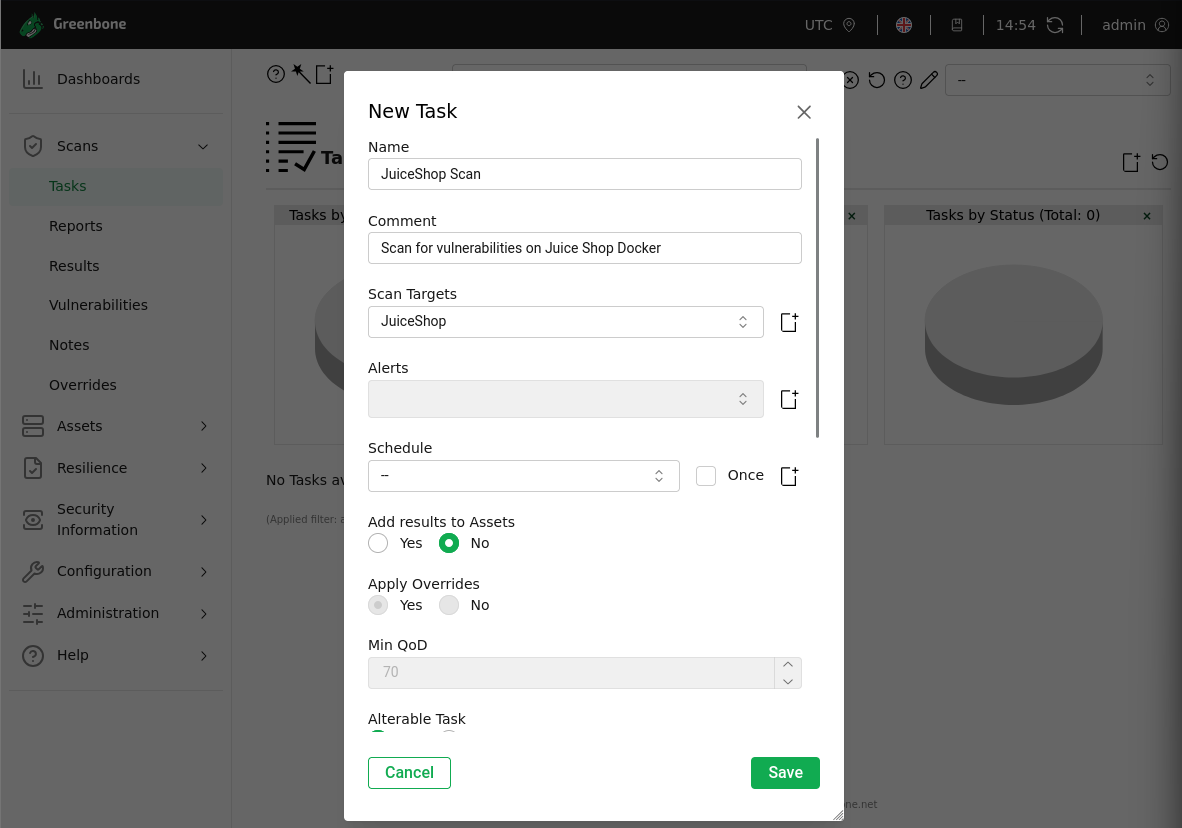 Greenbone
UTC
14:54
admin
Dashboards
Scans
Tasks
Reports
Results
Vulnerabilities
Notes
Overrides
Assets
Resilience
Security
Information
Configuration
Administration
Help
--
Ta
Tasks by
Tasks by Status (Total: 0)
No Tasks av
(Applied filter: a
New Task
Name
JuiceShop Scan
Comment
Scan for vulnerabilities on Juice Shop Docker
Scan Targets
JuiceShop
Alerts
Schedule
--
Once
Add results to Assets
Yes No
Apply Overrides
Yes No
Min QoD
70
Alterable Task
Cancel
Save
ne.net